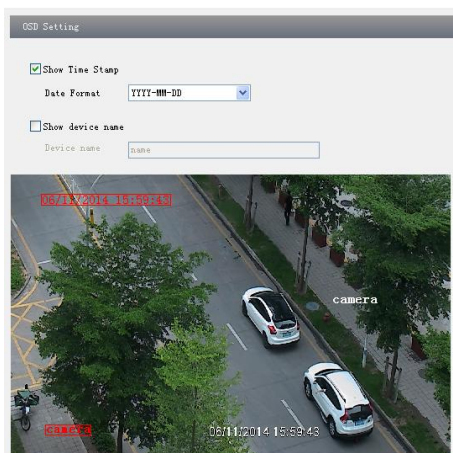 OSD Setting
Show Time Stamp
Date Format YYYY-MM-DD
Show device name
Device name name
06/11/2014 15:59:43
camera
camera 06/11/2014 15:59:43